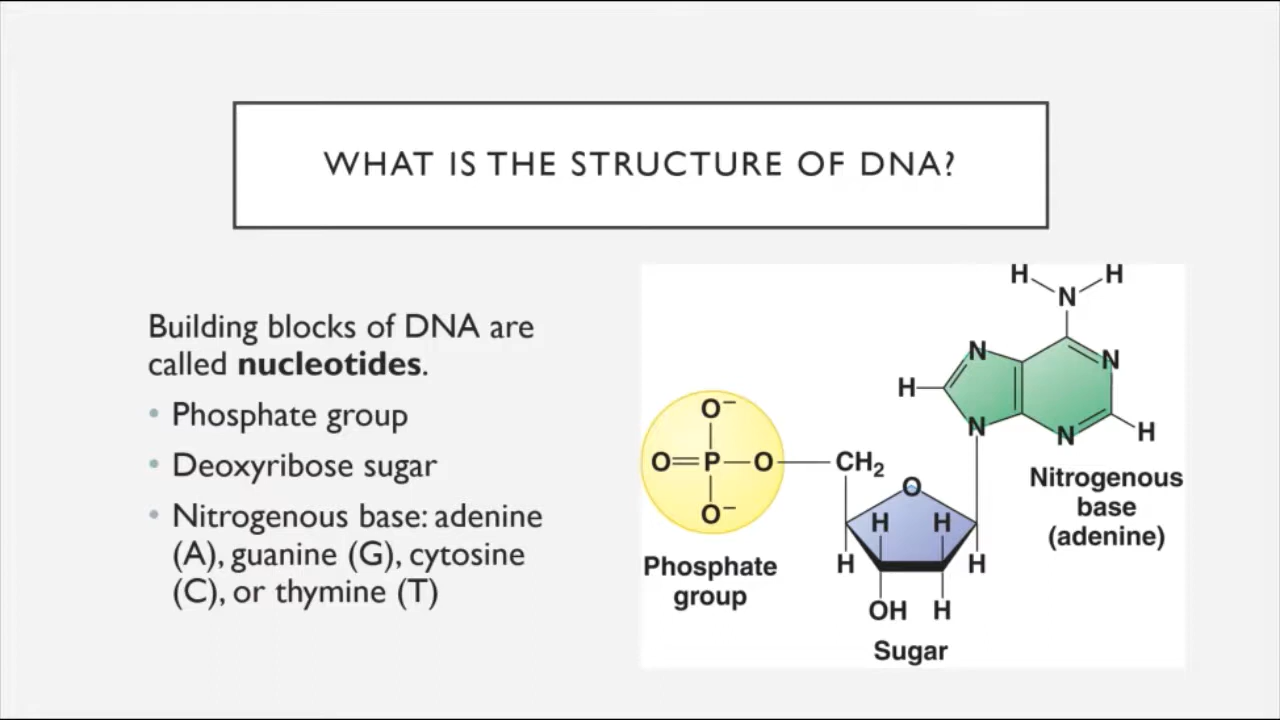 WHAT IS THE STRUCTURE OF DNA?
Building blocks of DNA are
called nucleotides.
• Phosphate group
• Deoxyribose sugar
• Nitrogenous base: adenine
(A), guanine (G), cytosine
(C), or thymine (T)
H H
N
N N
H
N N H
O⁻
O=P—O CH₂
O⁻
O
H H
H H
OH H
Phosphate
group
Sugar
Nitrogenous
base
(adenine)